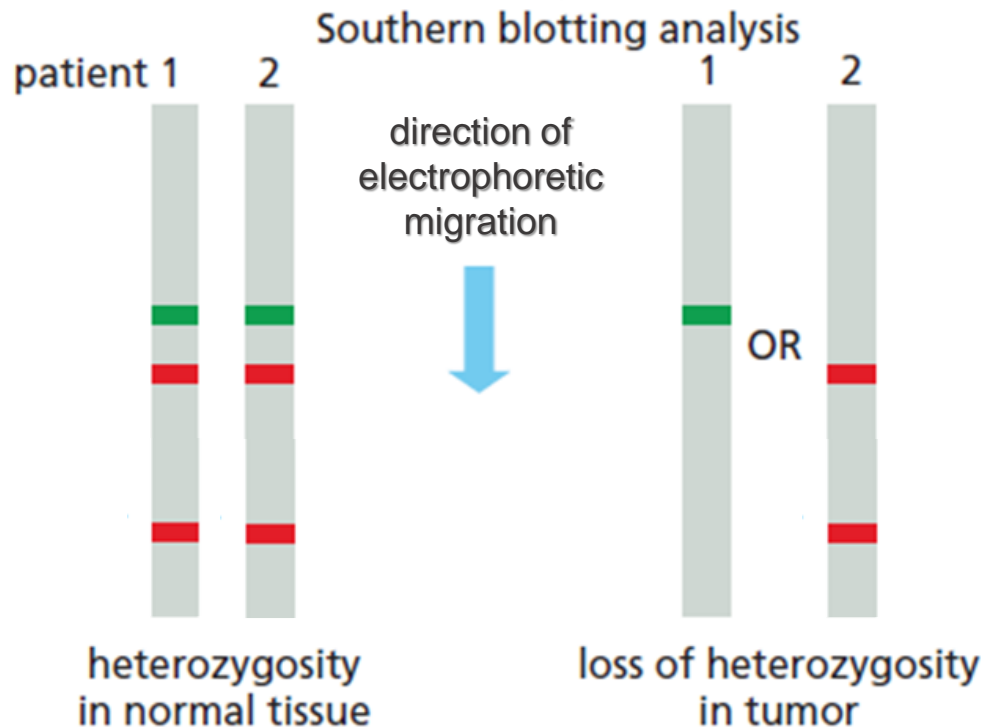 Southern blotting analysis
patient 1 2
1 2
direction of
electrophoretic
migration
OR
heterozygosity
in normal tissue
loss of heterozygosity
in tumor